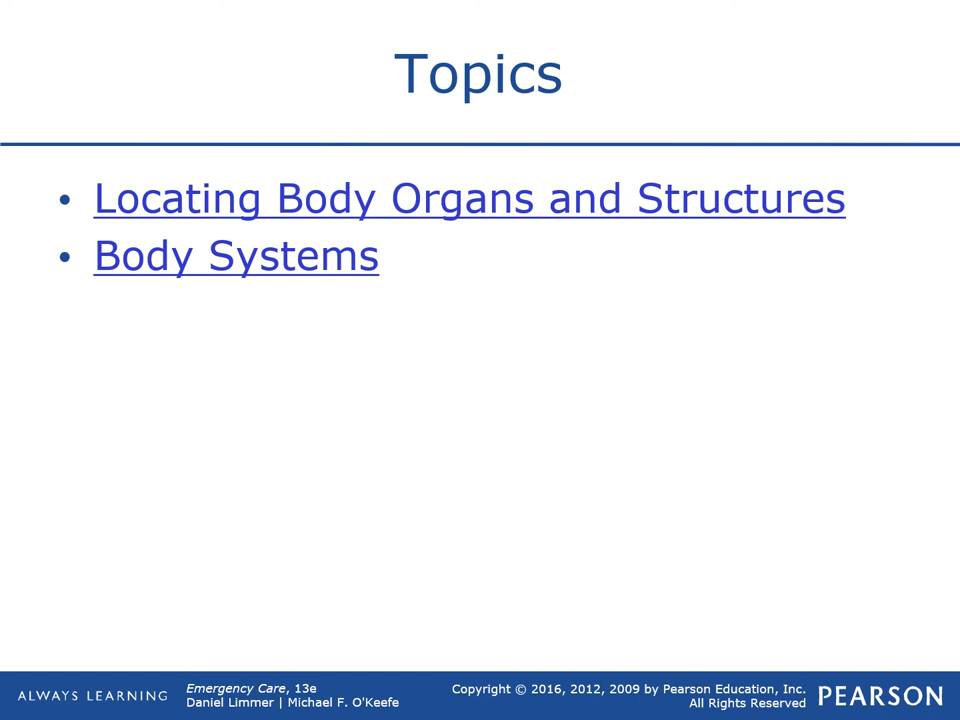 Topics
• Locating Body Organs and Structures
• Body Systems
ALWAYS LEARNING
Emergency Care, 13e
Daniel Limmer | Michael F. O'Keefe
Copyright © 2016, 2012, 2009 by Pearson Education, Inc.
All Rights Reserved
PEARSON